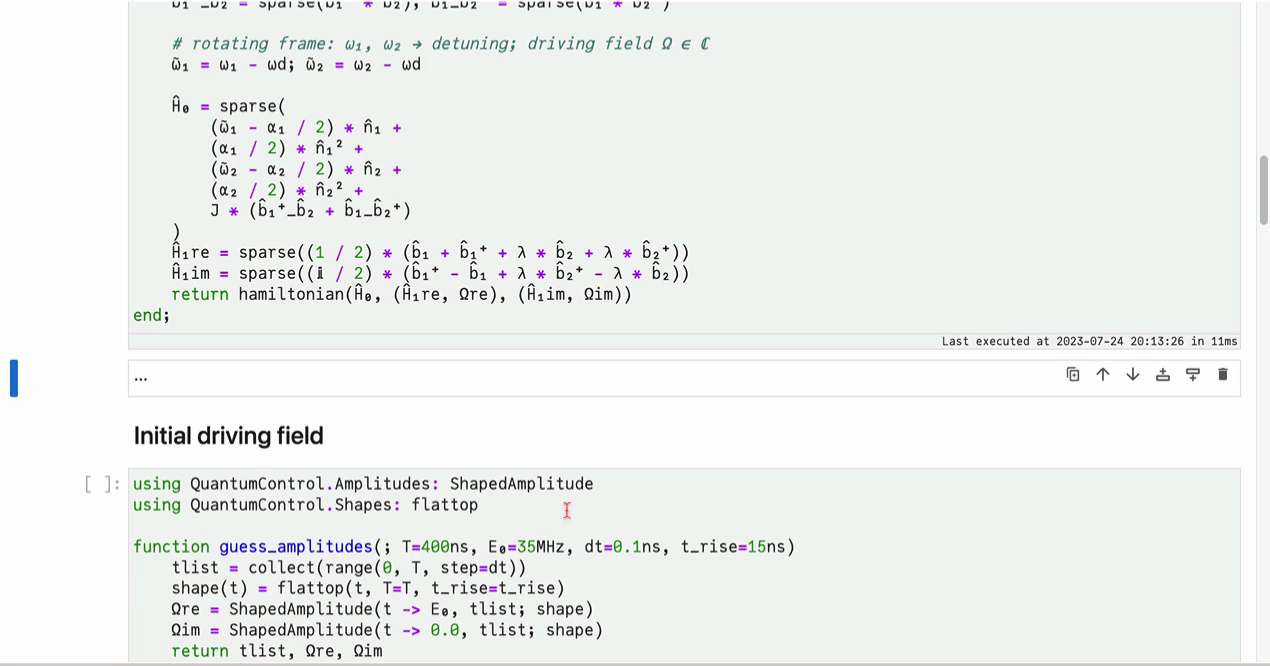 # rotating frame: ω₁, ω₂ → detuning; driving field Ω ∈ ℂ
ω̃₁ = ω₁ - ωd; ω̃₂ = ω₂ - ωd
Ĥ₀ = sparse(
(ω̃₁ - α₁ / 2) * n̂₁ +
(α₁ / 2) * n̂₁² +
(ω̃₂ - α₂ / 2) * n̂₂ +
(α₂ / 2) * n̂₂² +
J * (b̂₁⁺_b̂₂ + b̂₁_b̂₂⁺)
)
Ĥ₁re = sparse((1 / 2) * (b̂₁ + b̂₁⁺ + λ * b̂₂ + λ * b̂₂⁺))
Ĥ₁im = sparse((𝕚 / 2) * (b̂₁⁺ - b̂₁ + λ * b̂₂⁺ - λ * b̂₂))
return hamiltonian(Ĥ₀, (Ĥ₁re, Ωre), (Ĥ₁im, Ωim))
end;
Last executed at 2023-07-24 20:13:26 in 11ms
...
Initial driving field
[ ]: using QuantumControl.Amplitudes: ShapedAmplitude
using QuantumControl.Shapes: flattop
function guess_amplitudes(; T=400ns, E₀=35MHz, dt=0.1ns, t_rise=15ns)
tlist = collect(range(0, T, step=dt))
shape(t) = flattop(t, T=T, t_rise=t_rise)
Ωre = ShapedAmplitude(t -> E₀, tlist; shape)
Ωim = ShapedAmplitude(t -> 0.0, tlist; shape)
return tlist, Ωre, Ωim